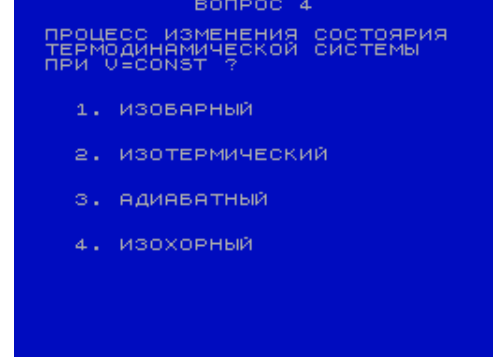 ВОПРОС 4
ПРОЦЕСС ИЗМЕНЕНИЯ СОСТОЯРИЯ
ТЕРМОДИНАМИЧЕСКОЙ СИСТЕМЫ
ПРИ V=CONST ?
1. ИЗОБАРНЫЙ
2. ИЗОТЕРМИЧЕСКИЙ
3. АДИАБАТНЫЙ
4. ИЗОХОРНЫЙ